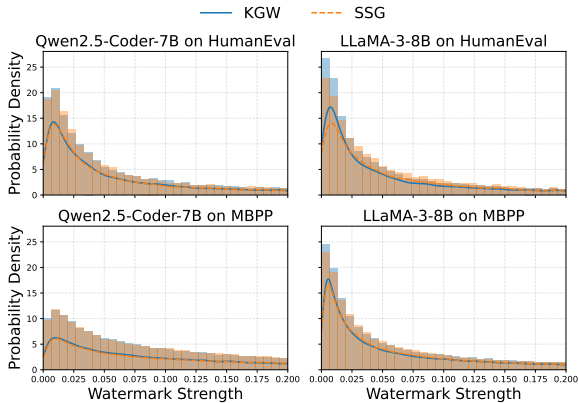 KGW SSG
Qwen2.5-Coder-7B on HumanEval
LLaMA-3-8B on HumanEval
Probability Density
25
20
15
10
5
0
Qwen2.5-Coder-7B on MBPP
LLaMA-3-8B on MBPP
Probability Density
25
20
15
10
5
0
0.000 0.025 0.050 0.075 0.100 0.125 0.150 0.175 0.200
0.000 0.025 0.050 0.075 0.100 0.125 0.150 0.175 0.200
Watermark Strength
Watermark Strength